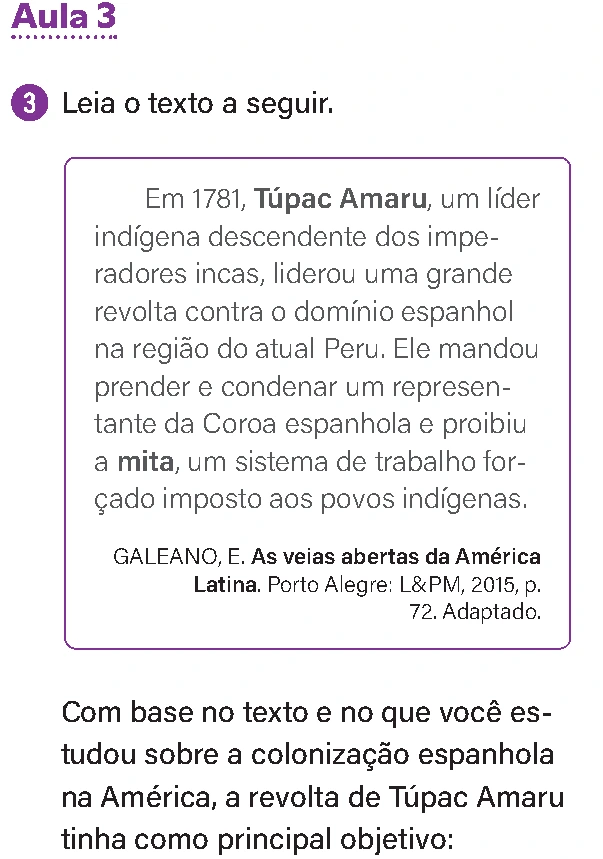 Aula 3
3 Leia o texto a seguir.
Em 1781, Túpac Amaru, um líder
indígena descendente dos impe-
radores incas, liderou uma grande
revolta contra o domínio espanhol
na região do atual Peru. Ele mandou
prender e condenar um represen-
tante da Coroa espanhola e proibiu
a mita, um sistema de trabalho for-
çado imposto aos povos indígenas.
GALEANO, E. As veias abertas da América
Latina. Porto Alegre: L&PM, 2015, p.
72. Adaptado.
Com base no texto e no que você es-
tudou sobre a colonização espanhola
na América, a revolta de Túpac Amaru
tinha como principal objetivo: